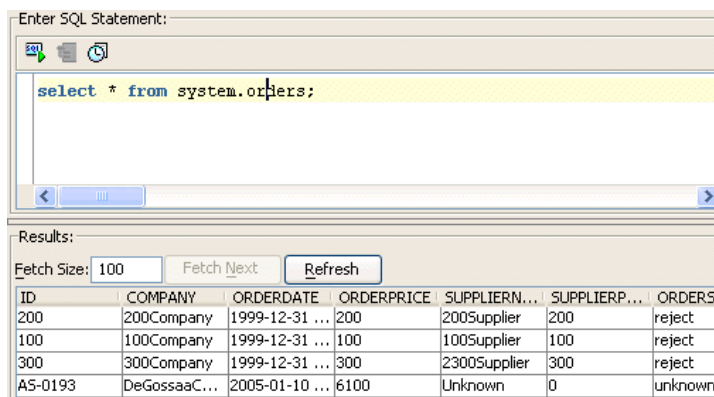 Enter SQL Statement:
SQL
select * from system.orders;
Results:
Fetch Size: 100 Fetch Next Refresh
ID COMPANY ORDERDATE ORDERPRICE SUPPLIERN... SUPPLIERP... ORDERS
200 200Company 1999-12-31 ... 200 200Supplier 200 reject
100 100Company 1999-12-31 ... 100 100Supplier 100 reject
300 300Company 1999-12-31 ... 300 2300Supplier 300 reject
AS-0193 DeGossaaC... 2005-01-10 ... 6100 Unknown 0 unknown